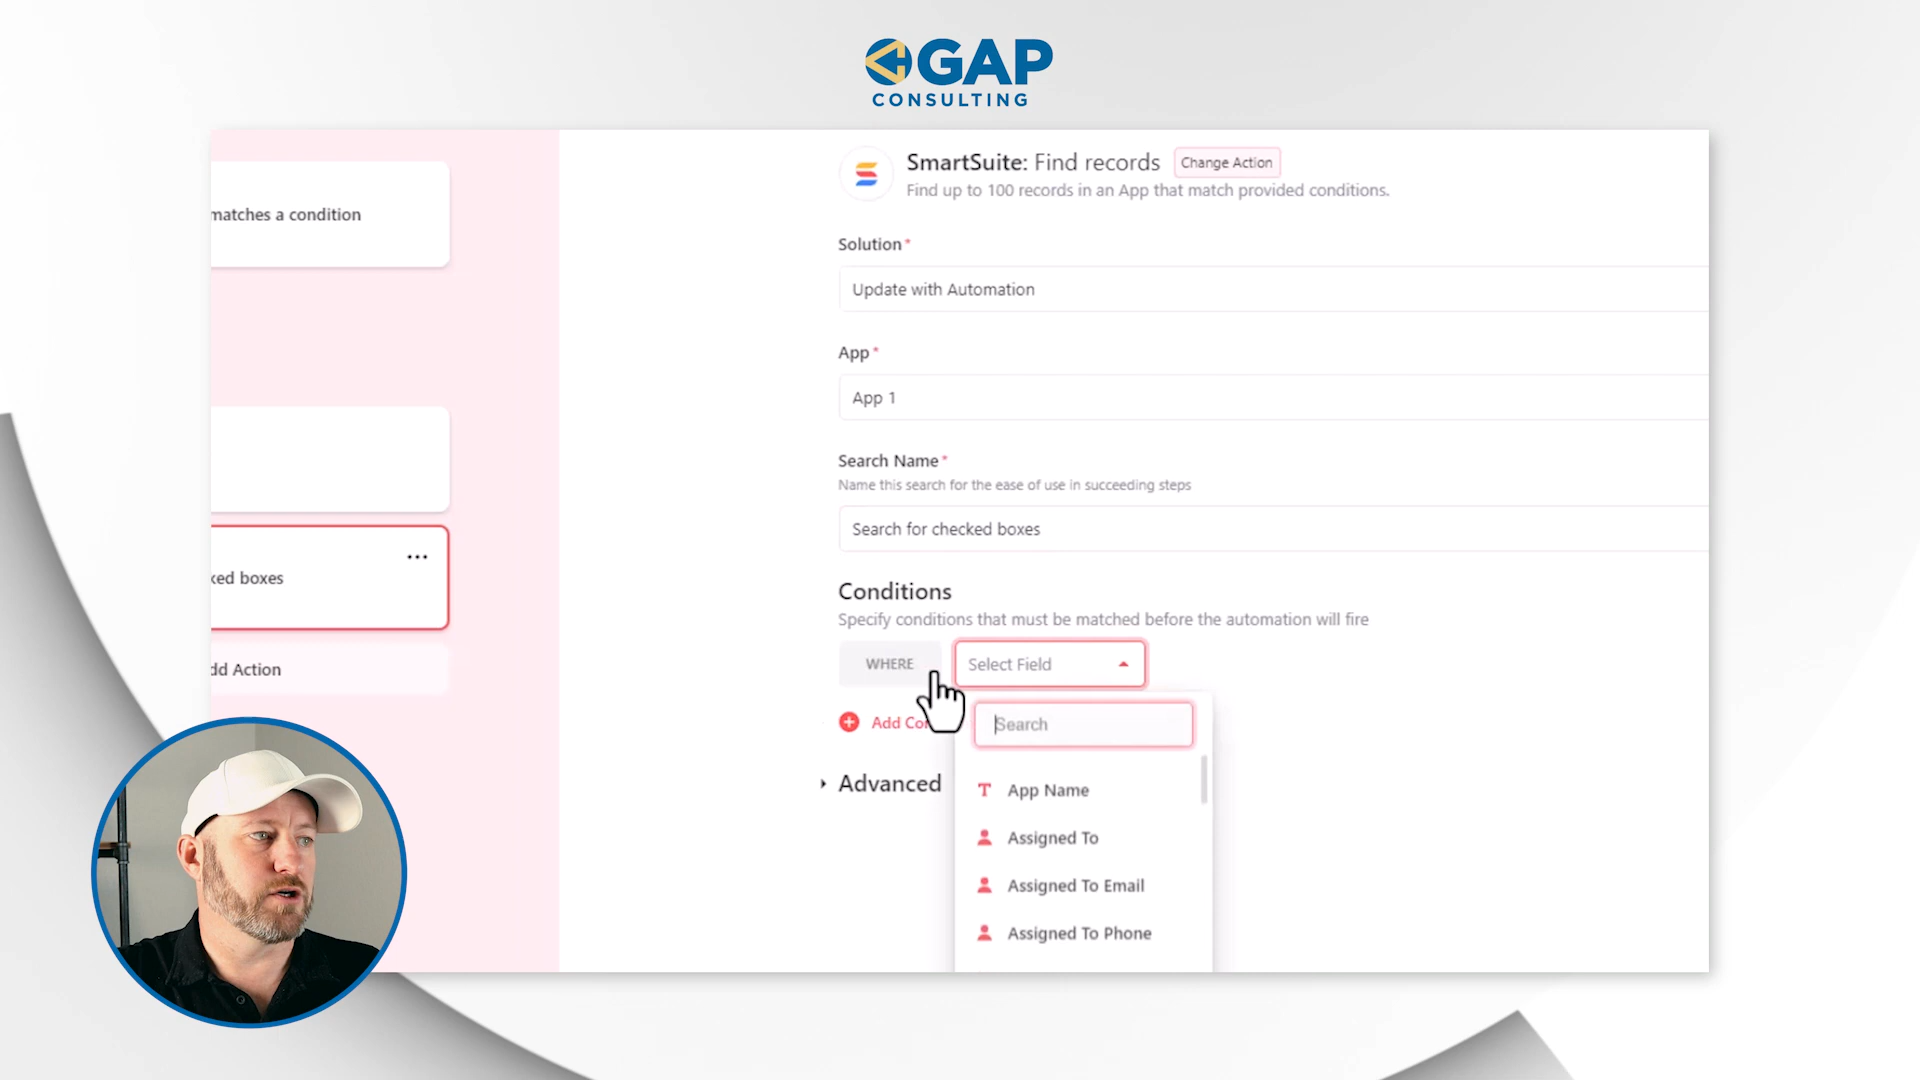 GAP
CONSULTING
matches a condition
SmartSuite: Find records
Change Action
Find up to 100 records in an App that match provided conditions.
Solution*
Update with Automation
App*
App 1
Search Name*
Name this search for the ease of use in succeeding steps
Search for checked boxes
ked boxes
Conditions
Specify conditions that must be matched before the automation will fire
dd Action
WHERE
Select Field
Add Co
Search
Advanced
App Name
Assigned To
Assigned To Email
Assigned To Phone